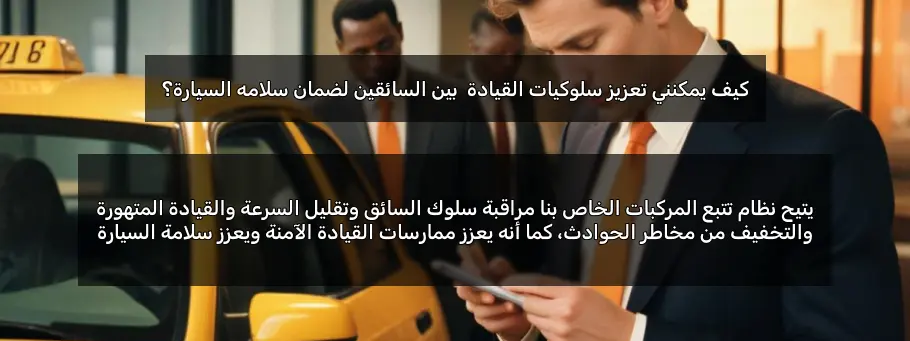 كيف يمكنني تعزيز سلوكيات القيادة  بين السائقين لضمان سلامه السيارة؟
يتيح نظام تتبع المركبات الخاص بنا مراقبة سلوك السائق وتقليل السرعة والقيادة المتهورة
والتخفيف من مخاطر الحوادث، كما أنه يعزز ممارسات القيادة الآمنة ويعزز سلامة السيارة